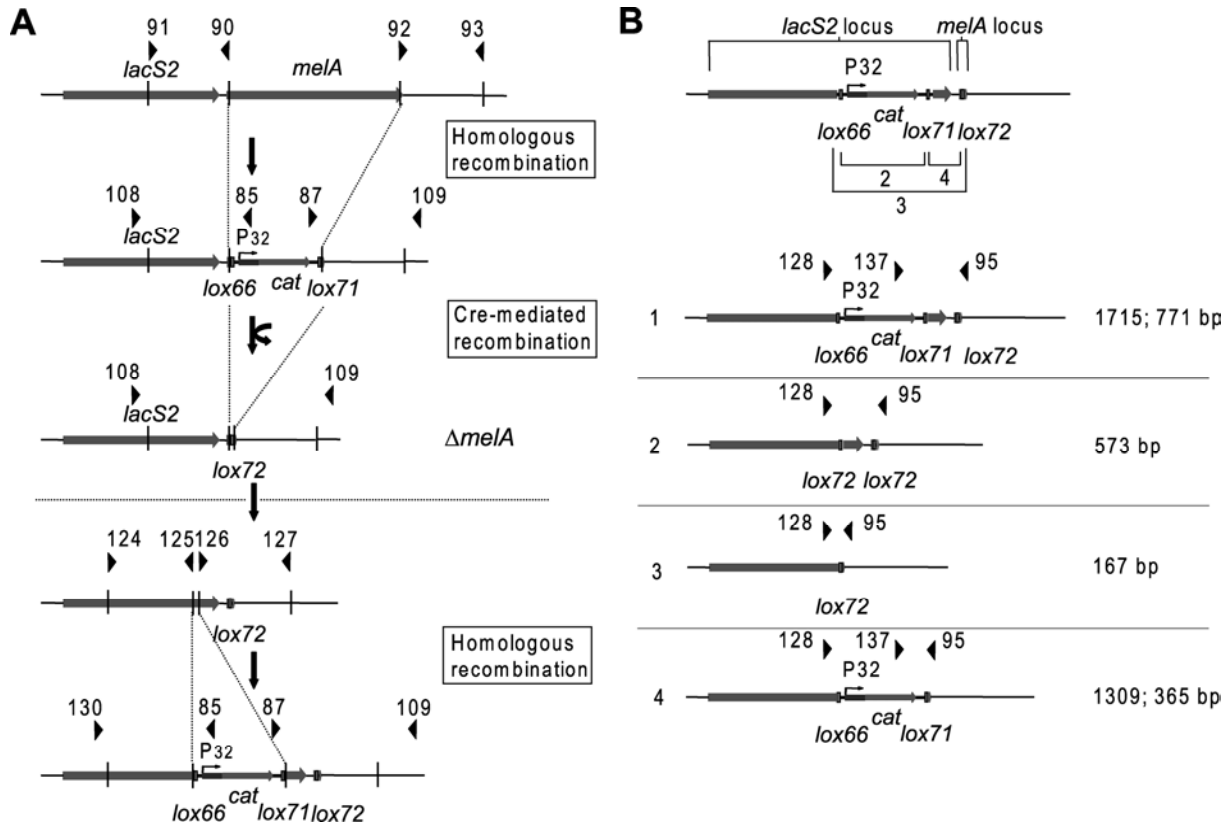 A
91 90 92 93
lacS2 melA
Homologous
recombination
108 85 87 109
lacS2 P32
cat
lox66 lox71
Cre-mediated
recombination
108 109
lacS2 ΔmelA
lox72
124 125 126 127
lox72
Homologous
recombination
130 85 87 109
P32
cat
lox66 lox71 lox72
B
lacS2 locus melA locus
P32
cat
lox66 lox71 lox72
2 4
3
128 137 95
P32
1 1715; 771 bp
cat
lox66 lox71 lox72
128 95
2 573 bp
lox72 lox72
128 95
3 167 bp
lox72
128 137 95
P32
4 1309; 365 bp
cat
lox66 lox71